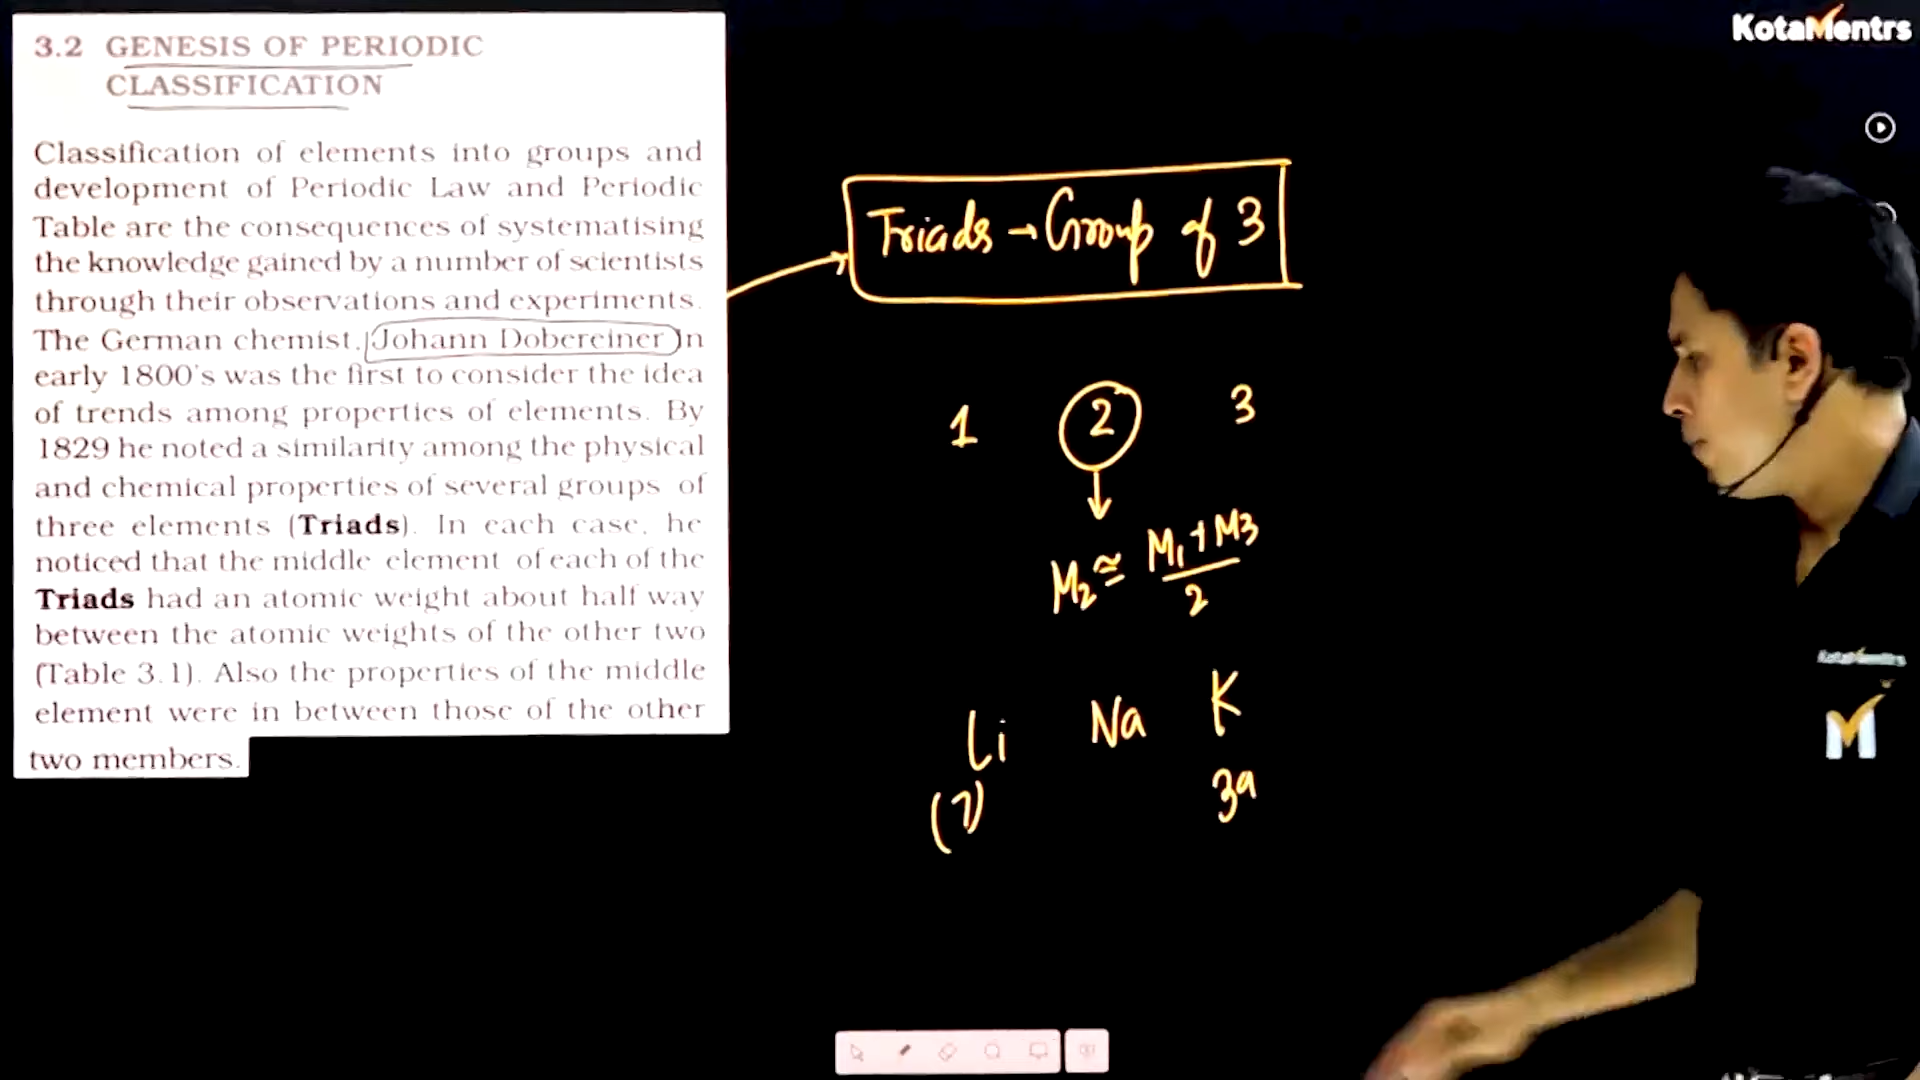 3.2 GENESIS OF PERIODIC
CLASSIFICATION
Classification of elements into groups and
development of Periodic Law and Periodic
Table are the consequences of systematising
the knowledge gained by a number of scientists
through their observations and experiments.
The German chemist, Johann Dobereiner in
early 1800's was the first to consider the idea
of trends among properties of elements. By
1829 he noted a similarity among the physical
and chemical properties of several groups of
three elements (Triads). In each case, he
noticed that the middle element of each of the
Triads had an atomic weight about half way
between the atomic weights of the other two
(Table 3.1). Also the properties of the middle
element were in between those of the other
two members.
Triads → Group of 3
1 2 3
M2 ≅ M1 + M3
2
Li Na K
(7) 39
KotaMentrs
KotaMentrs
M